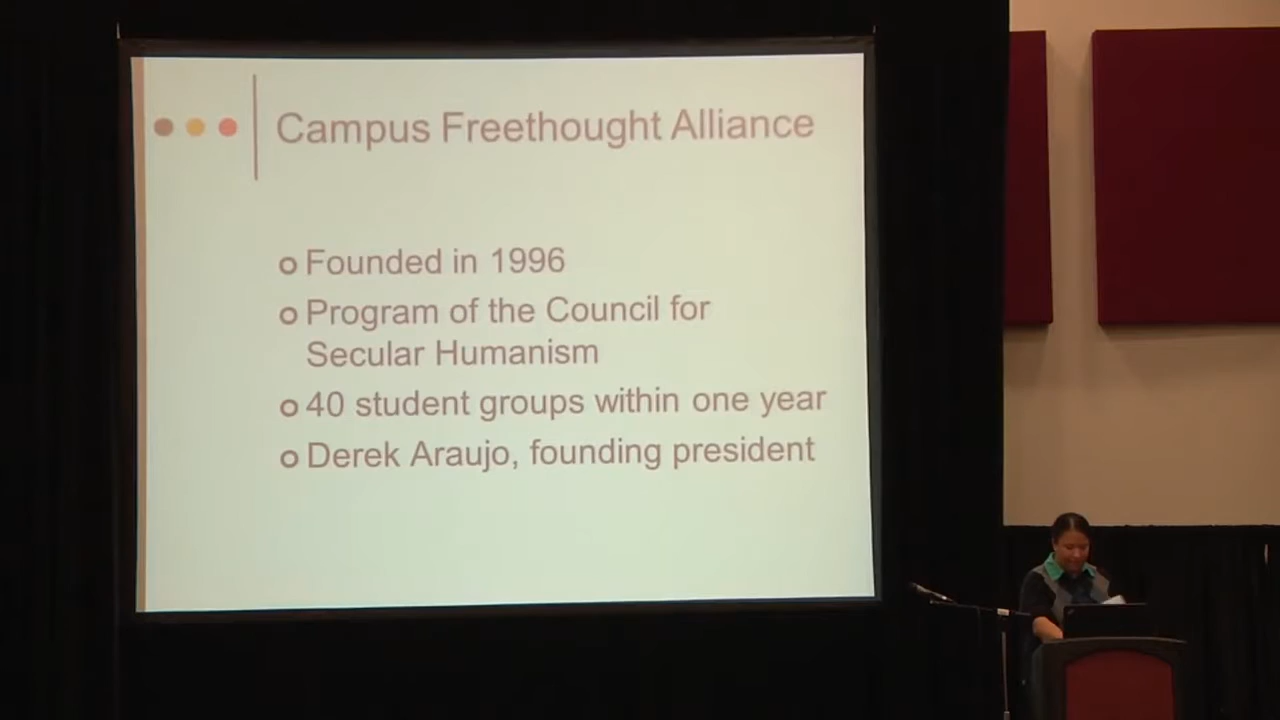 Campus Freethought Alliance
Founded in 1996
Program of the Council for
Secular Humanism
40 student groups within one year
Derek Araujo, founding president